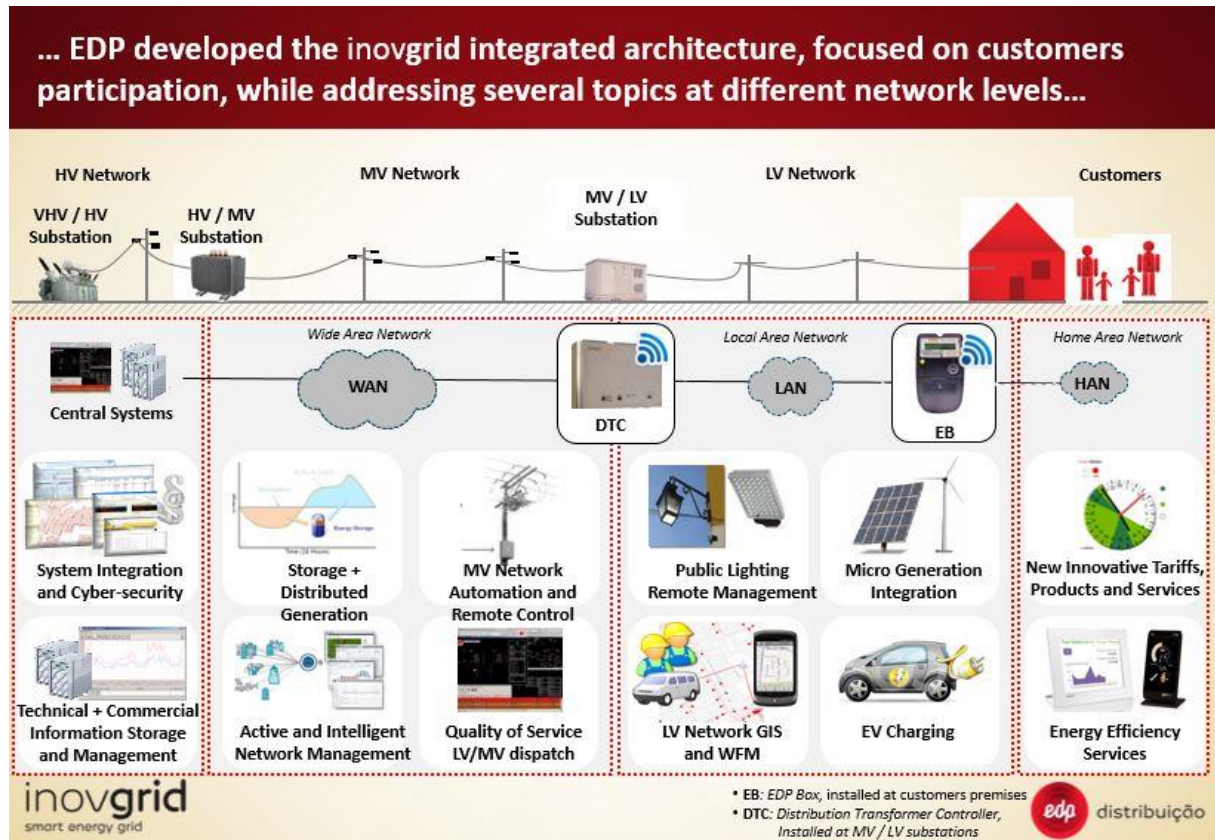 ... EDP developed the inovgrid integrated architecture, focused on customers
participation, while addressing several topics at different network levels...
HV Network
MV Network
LV Network
Customers
VHV / HV
Substation
HV / MV
Substation
MV / LV
Substation
Wide Area Network
Local Area Network
Home Area Network
Central Systems
WAN
DTC
LAN
EB
HAN
System Integration
and Cyber-security
Energy Storage
Time (24 Hours)
Storage +
Distributed
Generation
MV Network
Automation and
Remote Control
Public Lighting
Remote Management
Micro Generation
Integration
New Innovative Tariffs,
Products and Services
Technical + Commercial
Information Storage
and Management
Active and Intelligent
Network Management
Quality of Service
LV/MV dispatch
LV Network GIS
and WFM
EV Charging
Energy Efficiency
Services
inovgrid
smart energy grid
• EB: EDP Box, installed at customers premises
• DTC: Distribution Transformer Controller,
Installed at MV / LV substations
edp distribuição